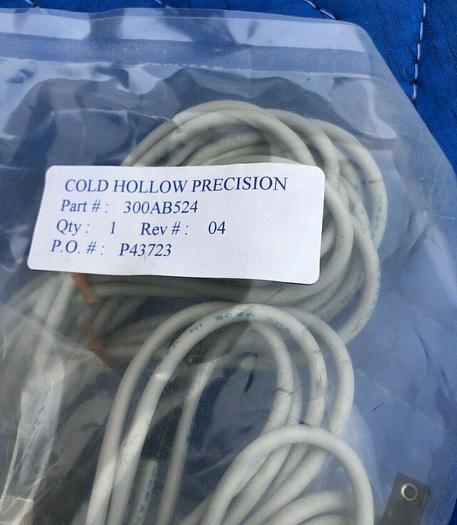 COLD HOLLOW PRECISION
Part # : 300AB524
Qty : 1 Rev # : 04
P.O. # : P43723